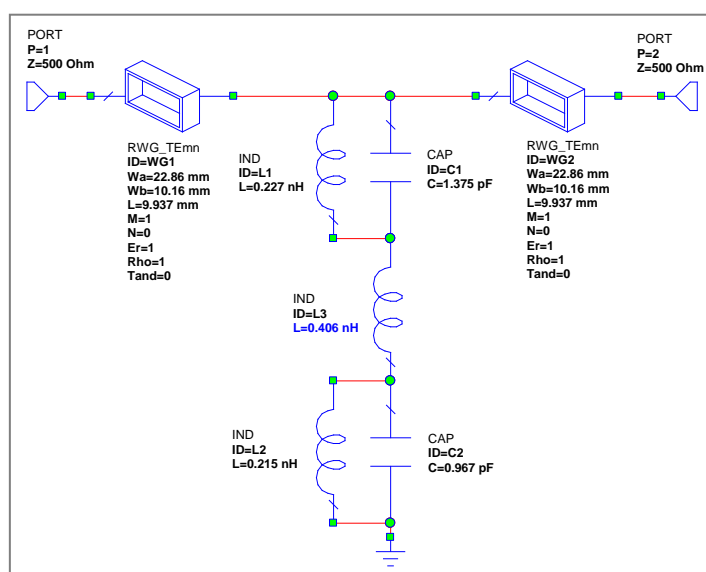 PORT
P=1
Z=500 Ohm
PORT
P=2
Z=500 Ohm
RWG_TEmn
ID=WG1
Wa=22.86 mm
Wb=10.16 mm
L=9.937 mm
M=1
N=0
Er=1
Rho=1
Tand=0
IND
ID=L1
L=0.227 nH
CAP
ID=C1
C=1.375 pF
RWG_TEmn
ID=WG2
Wa=22.86 mm
Wb=10.16 mm
L=9.937 mm
M=1
N=0
Er=1
Rho=1
Tand=0
IND
ID=L3
L=0.406 nH
IND
ID=L2
L=0.215 nH
CAP
ID=C2
C=0.967 pF